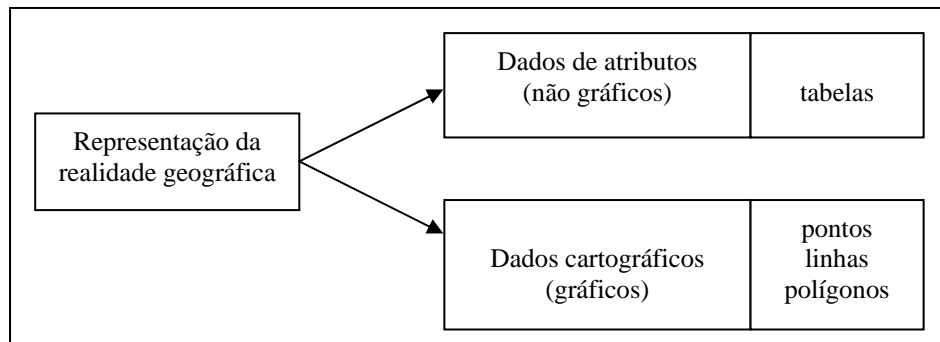 Representação da
realidade geográfica
Dados de atributos
(não gráficos)
tabelas
Dados cartográficos
(gráficos)
pontos
linhas
polígonos